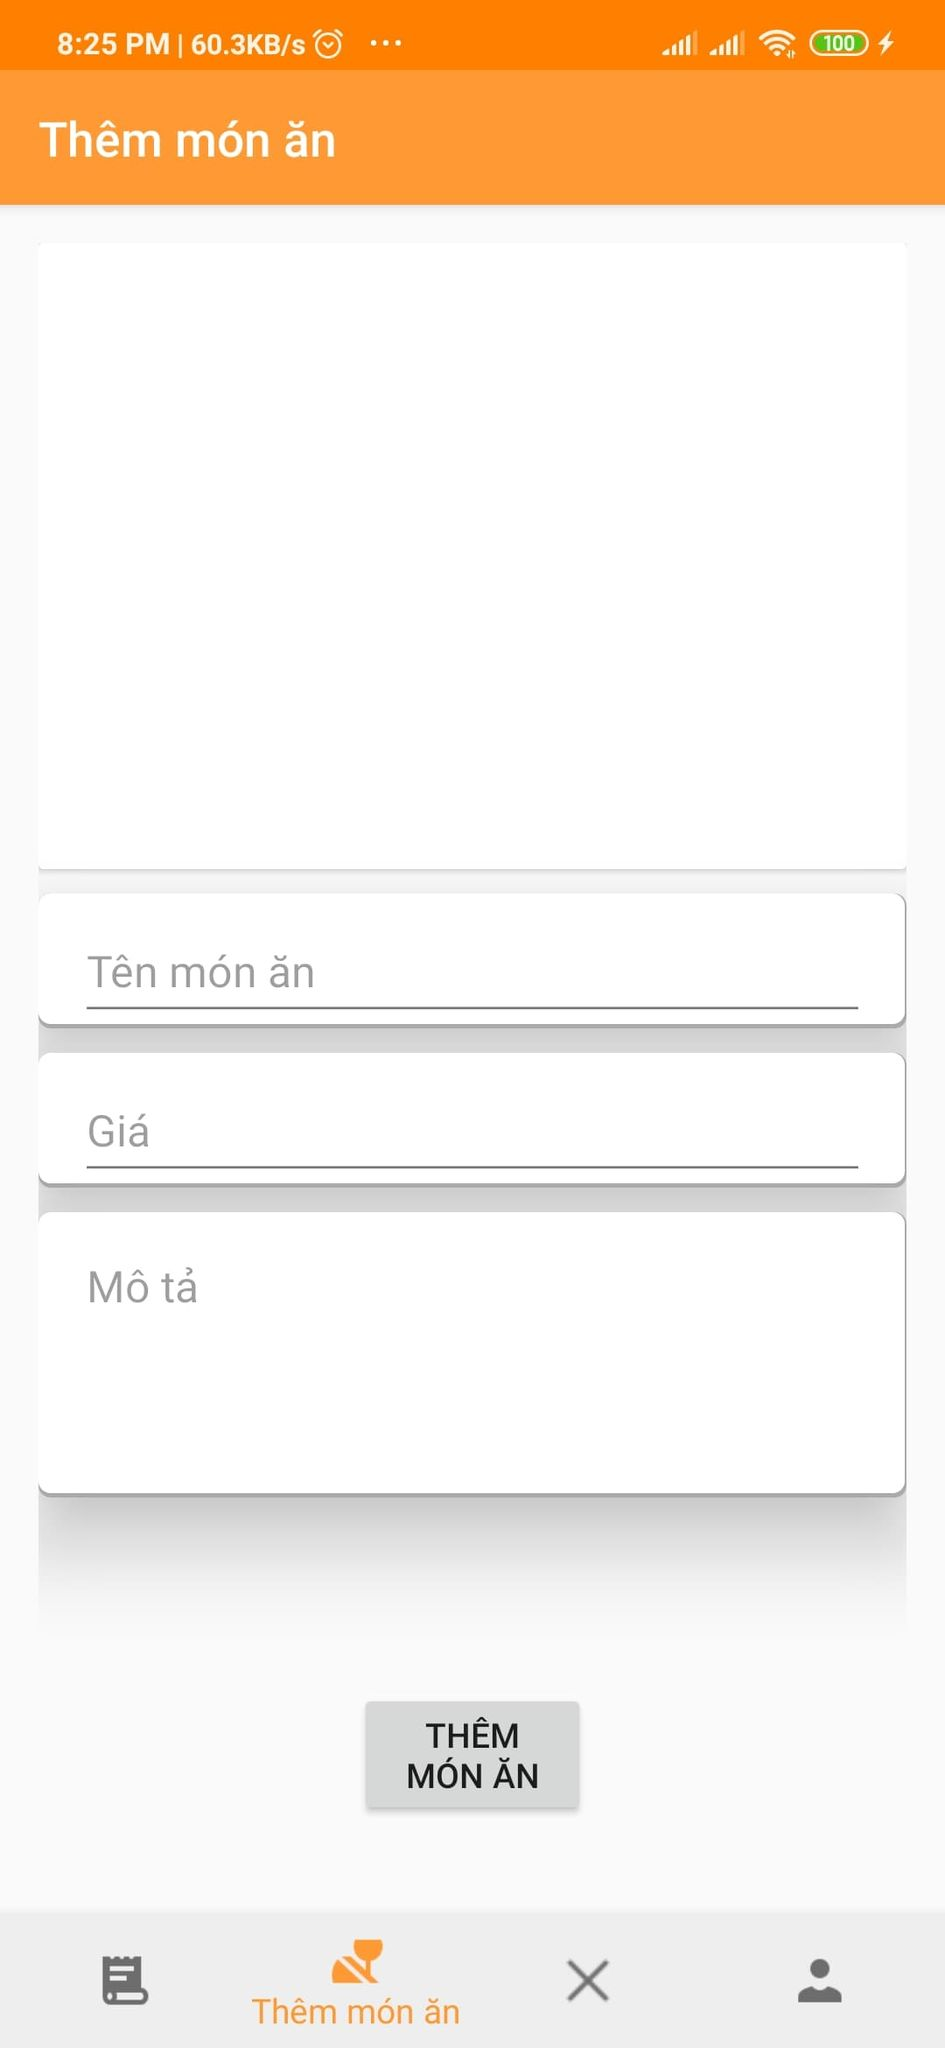 8:25 PM | 60.3KB/s ...
100
Thêm món ăn
Tên món ăn
Giá
Mô tả
THÊM
MÓN ĂN
Thêm món ăn